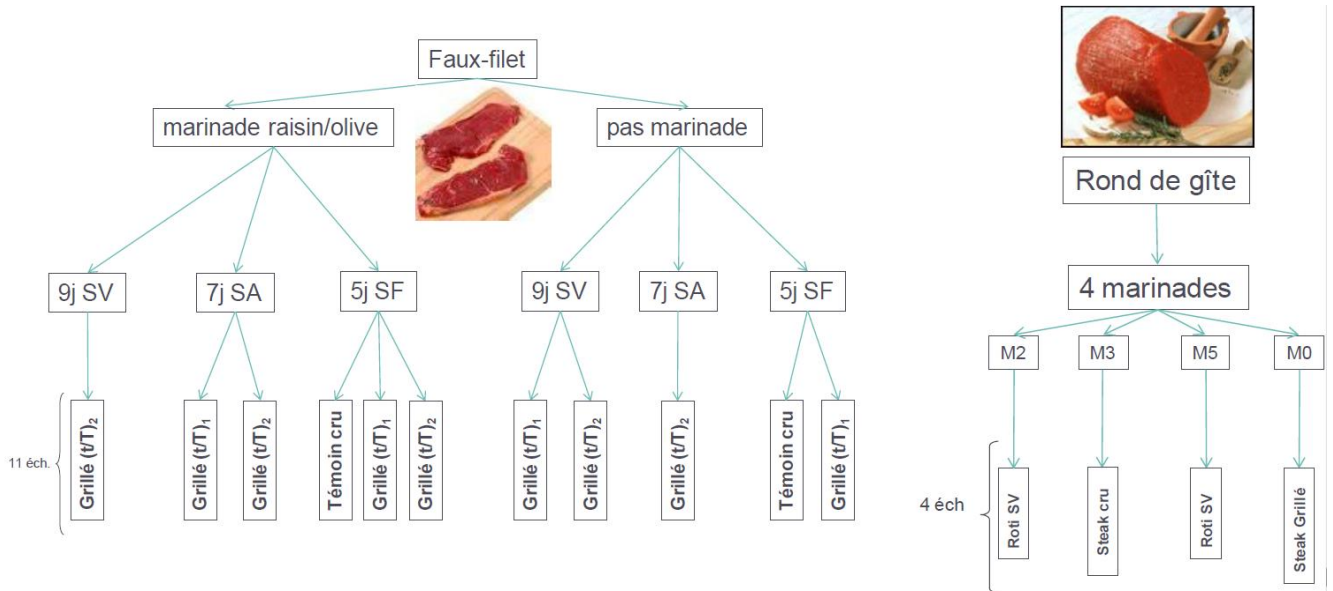 Faux-filet
marinade raisin/olive
pas marinade
9j SV
7j SA
5j SF
9j SV
7j SA
5j SF
11 éch.
Grillé (t/T)₂
Grillé (t/T)₁
Grillé (t/T)₂
Témoin cru
Grillé (t/T)₁
Grillé (t/T)₂
Grillé (t/T)₁
Grillé (t/T)₂
Grillé (t/T)₂
Témoin cru
Grillé (t/T)₁
Rond de gîte
4 marinades
M2
M3
M5
M0
4 éch
Roti SV
Steak cru
Roti SV
Steak Grillé